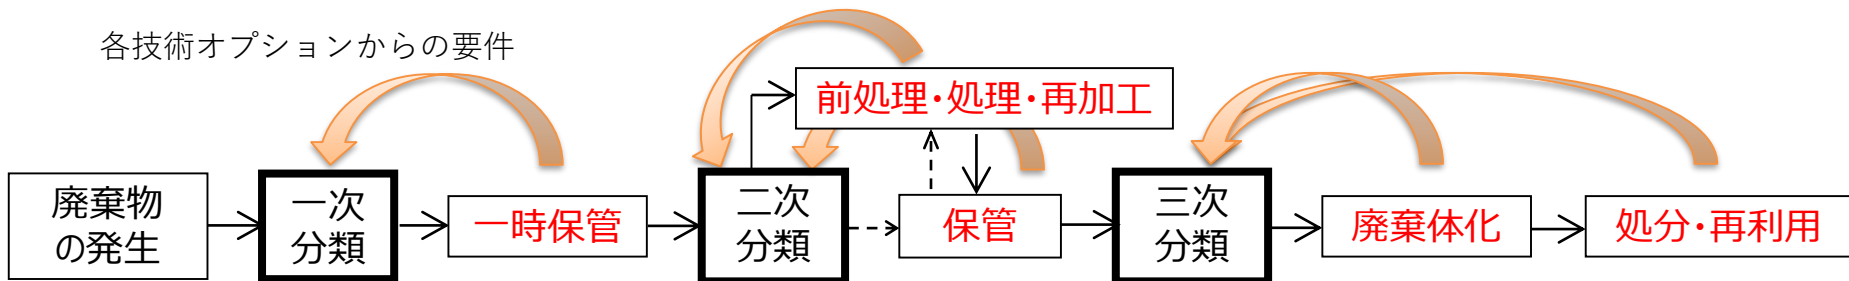 各技術オプションからの要件
前処理・処理・再加工
廃棄物
の発生
一次
分類
一時保管
二次
分類
保管
三次
分類
廃棄体化
処分・再利用